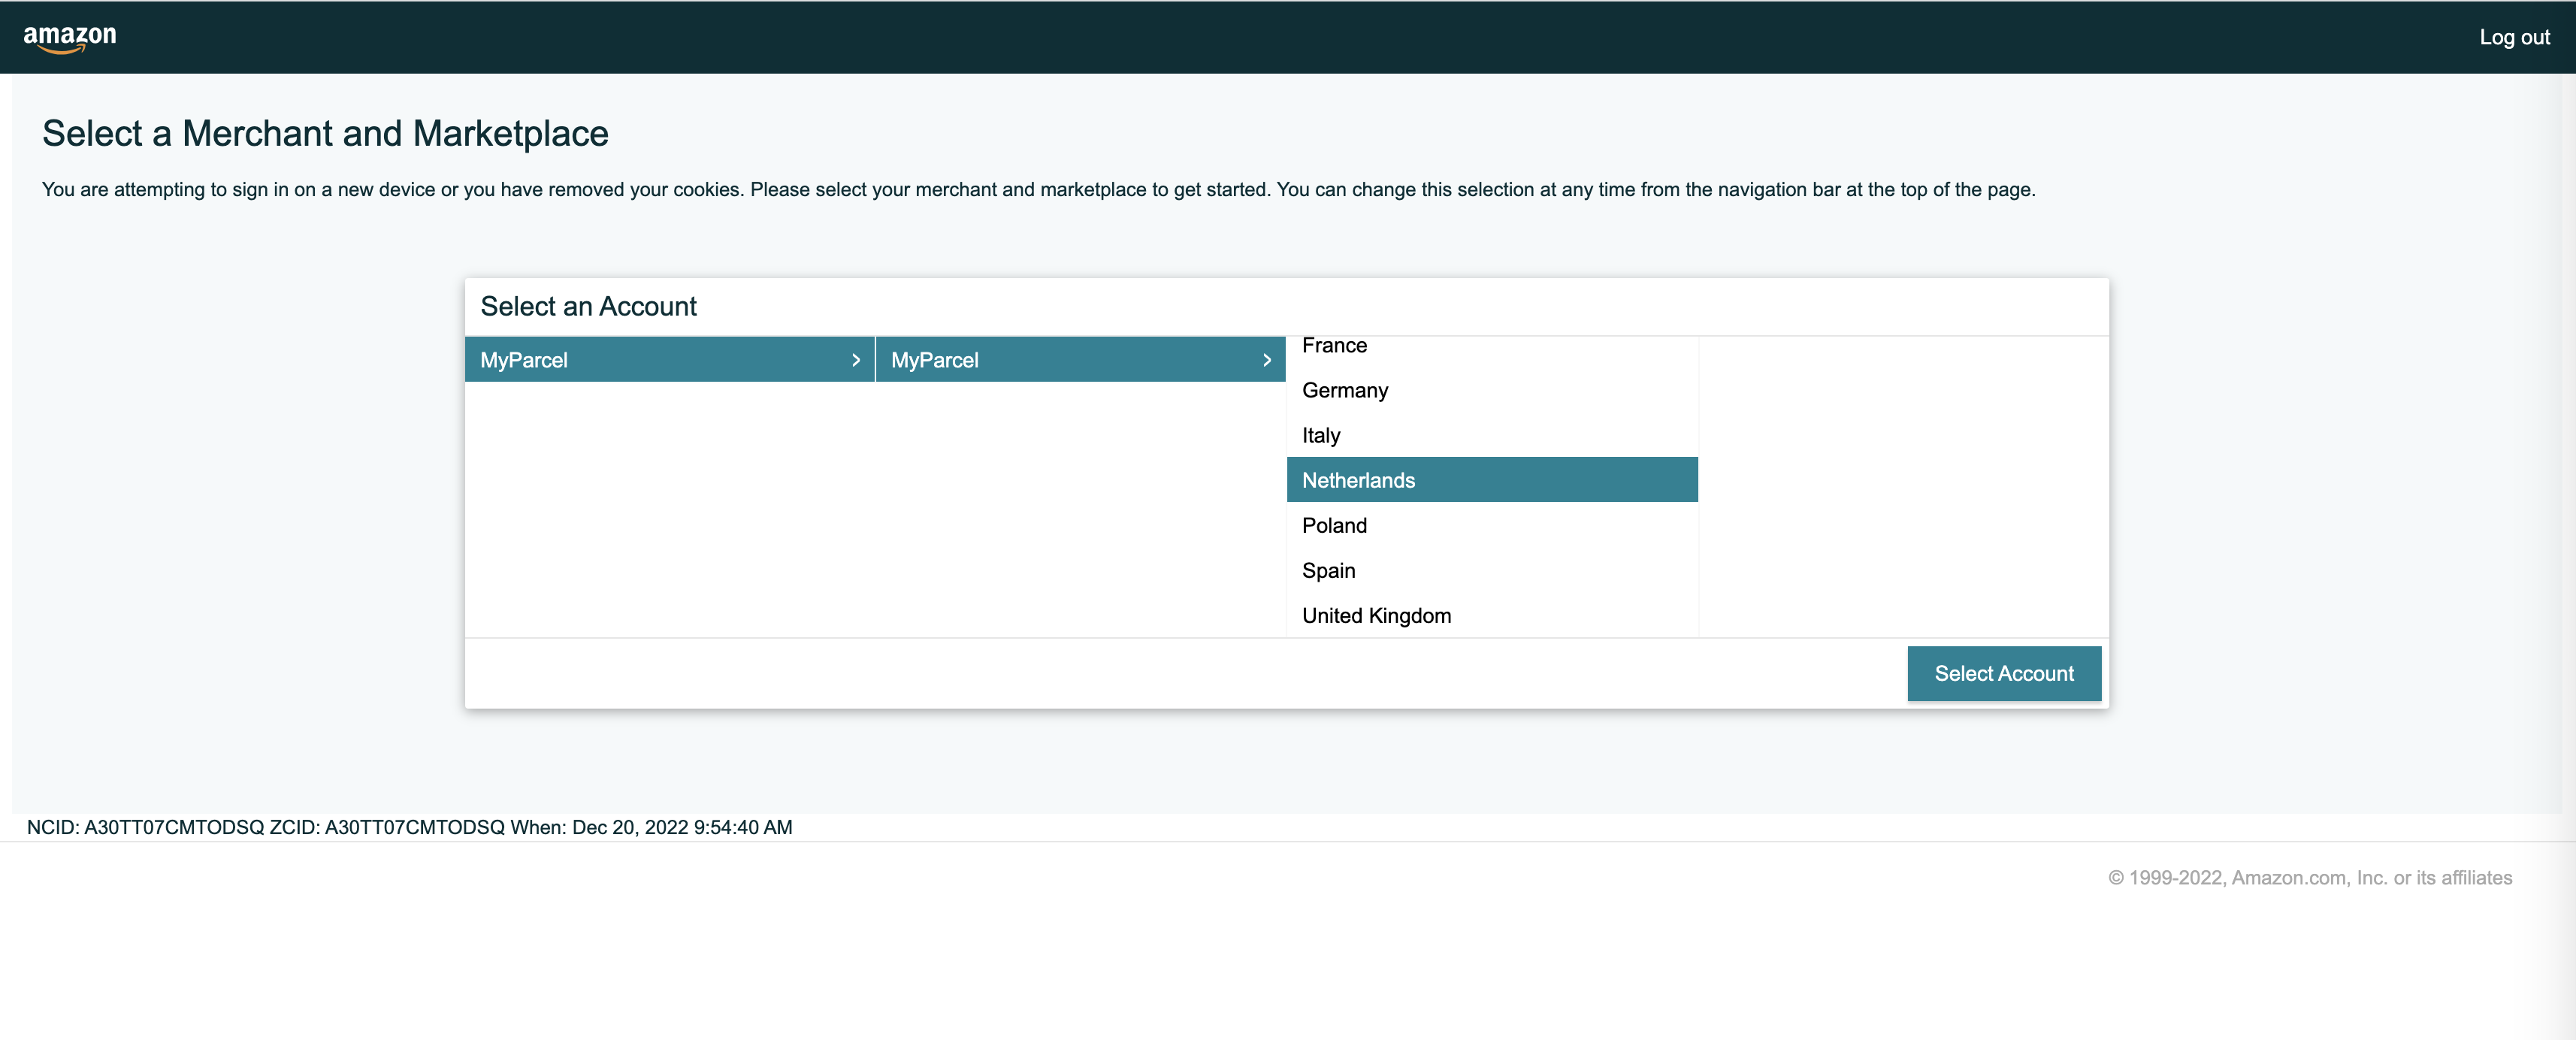 amazon
Log out
Select a Merchant and Marketplace
You are attempting to sign in on a new device or you have removed your cookies. Please select your merchant and marketplace to get started. You can change this selection at any time from the navigation bar at the top of the page.
Select an Account
MyParcel
MyParcel
France
Germany
Italy
Netherlands
Poland
Spain
United Kingdom
Select Account
NCID: A30TT07CMTODSQ ZCID: A30TT07CMTODSQ When: Dec 20, 2022 9:54:40 AM
© 1999-2022, Amazon.com, Inc. or its affiliates